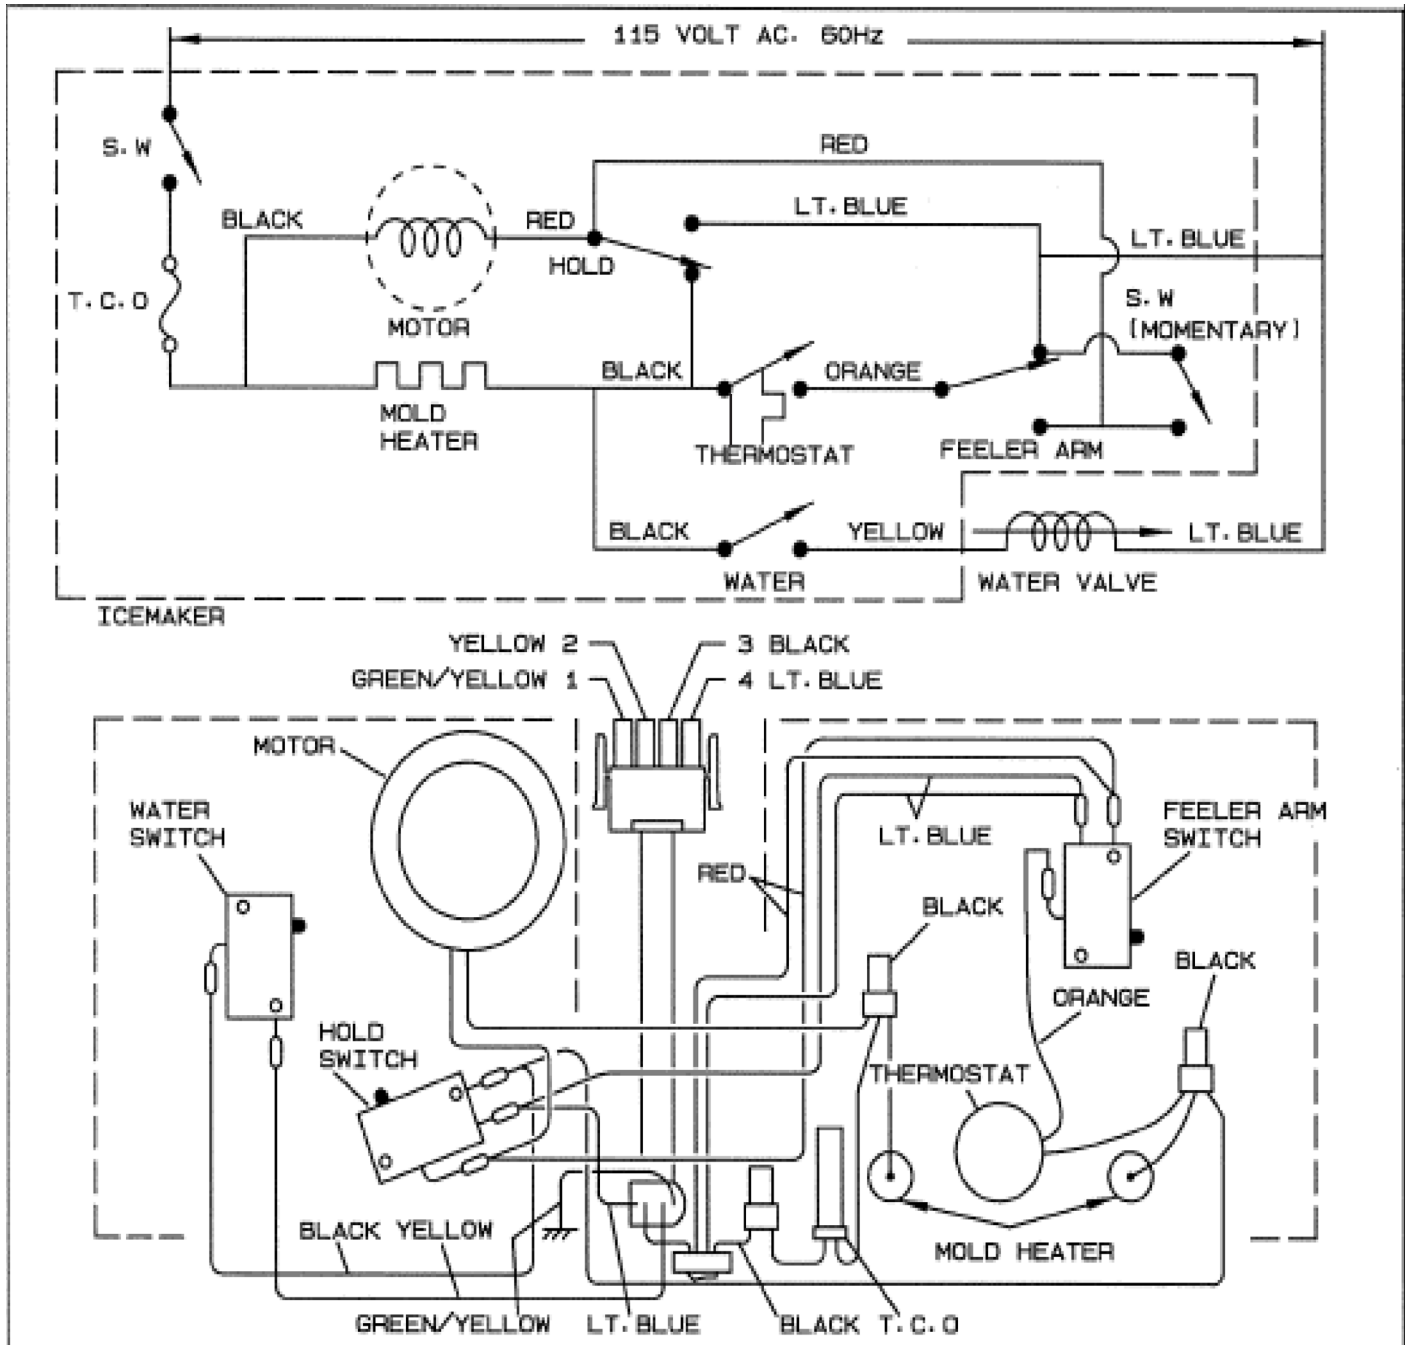 115 VOLT AC. 60Hz
S.W
RED
BLACK
RED
LT.BLUE
LT.BLUE
HOLD
T.C.O
MOTOR
S.W
(MOMENTARY)
BLACK
ORANGE
MOLD
HEATER
THERMOSTAT
FEELER ARM
BLACK
YELLOW
LT.BLUE
WATER
WATER VALVE
ICEMAKER
YELLOW 2
3 BLACK
GREEN/YELLOW 1
4 LT.BLUE
MOTOR
WATER
SWITCH
FEELER ARM
SWITCH
LT.BLUE
RED
BLACK
BLACK
ORANGE
HOLD
SWITCH
THERMOSTAT
BLACK YELLOW
MOLD HEATER
GREEN/YELLOW
LT.BLUE
BLACK T.C.O